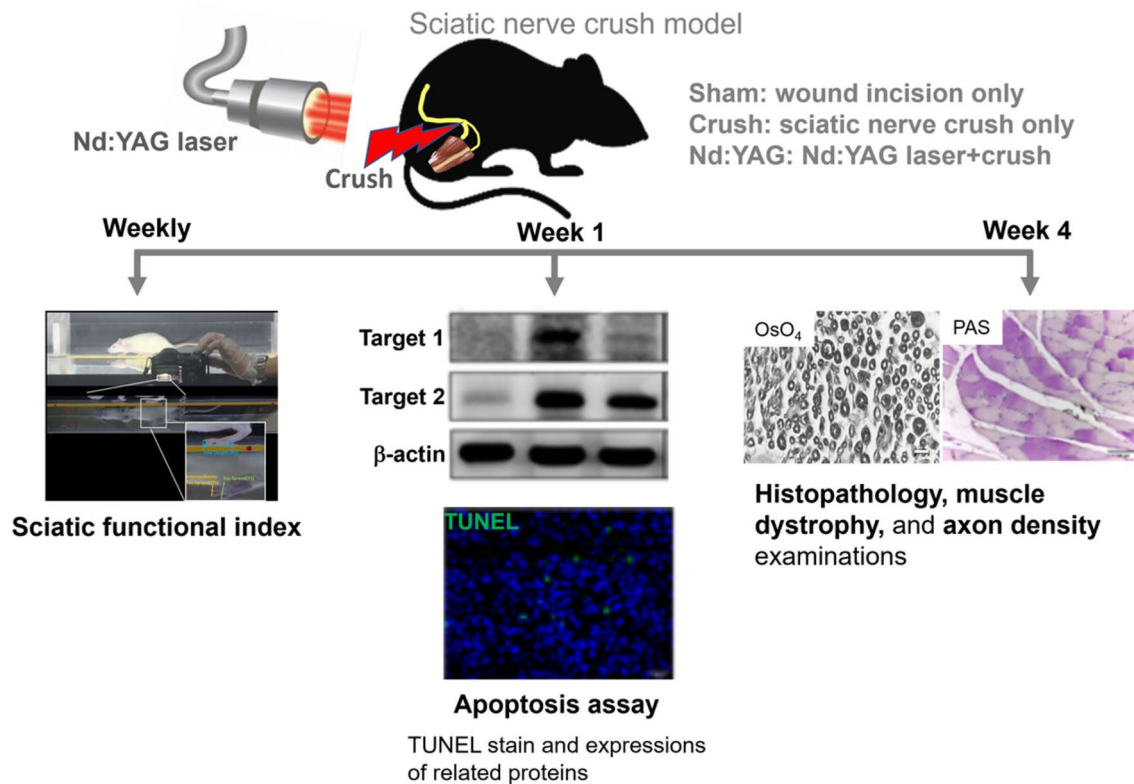 Sciatic nerve crush model
Nd:YAG laser
Crush
Sham: wound incision only
Crush: sciatic nerve crush only
Nd:YAG: Nd:YAG laser+crush
Weekly
Week 1
Week 4
Sciatic functional index
Target 1
Target 2
β-actin
TUNEL
Apoptosis assay
TUNEL stain and expressions
of related proteins
OsO4
PAS
Histopathology, muscle
dystrophy, and axon density
examinations